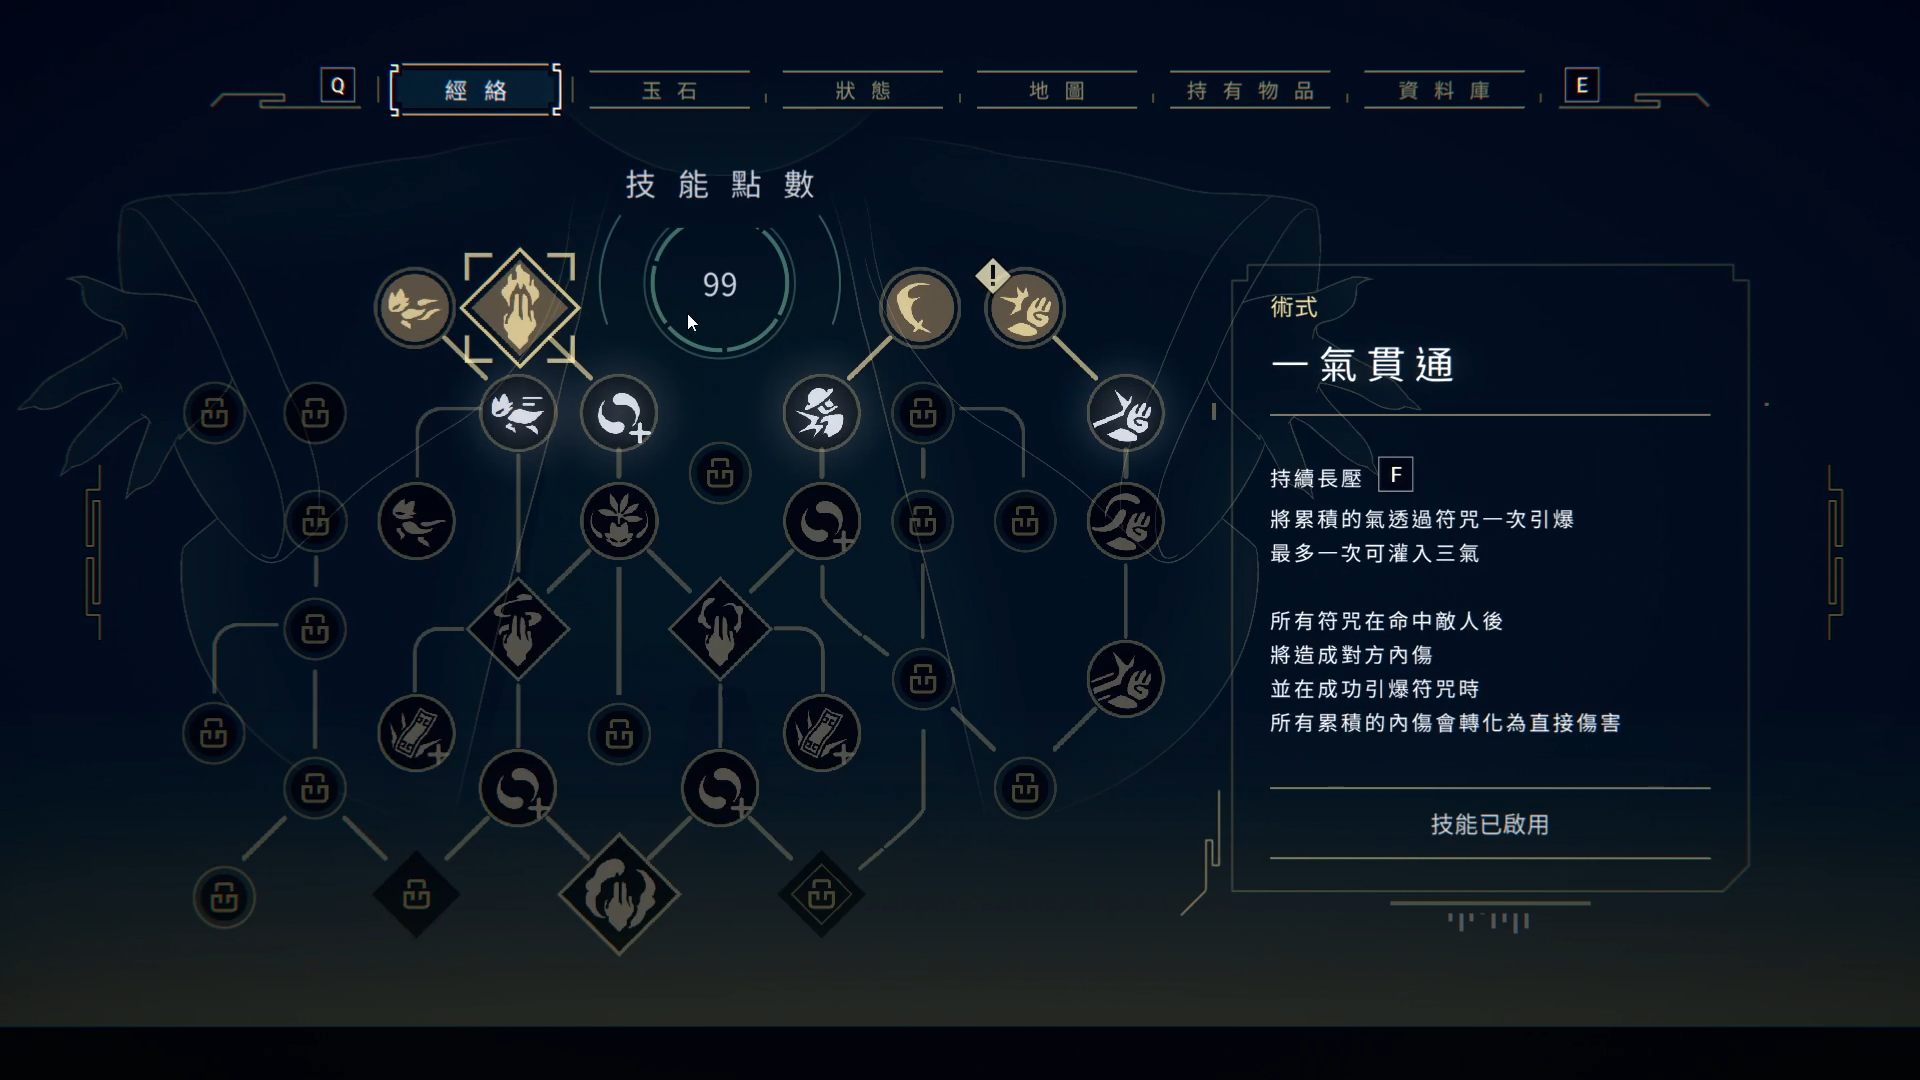 Q
經絡
玉石
狀態
地圖
持有物品
資料庫
E
技能點數
99
!
術式
一氣貫通
持續長壓 F
將累積的氣透過符咒一次引爆
最多一次可灌入三氣
所有符咒在命中敵人後
將造成對方內傷
並在成功引爆符咒時
所有累積的內傷會轉化為直接傷害
技能已啟用